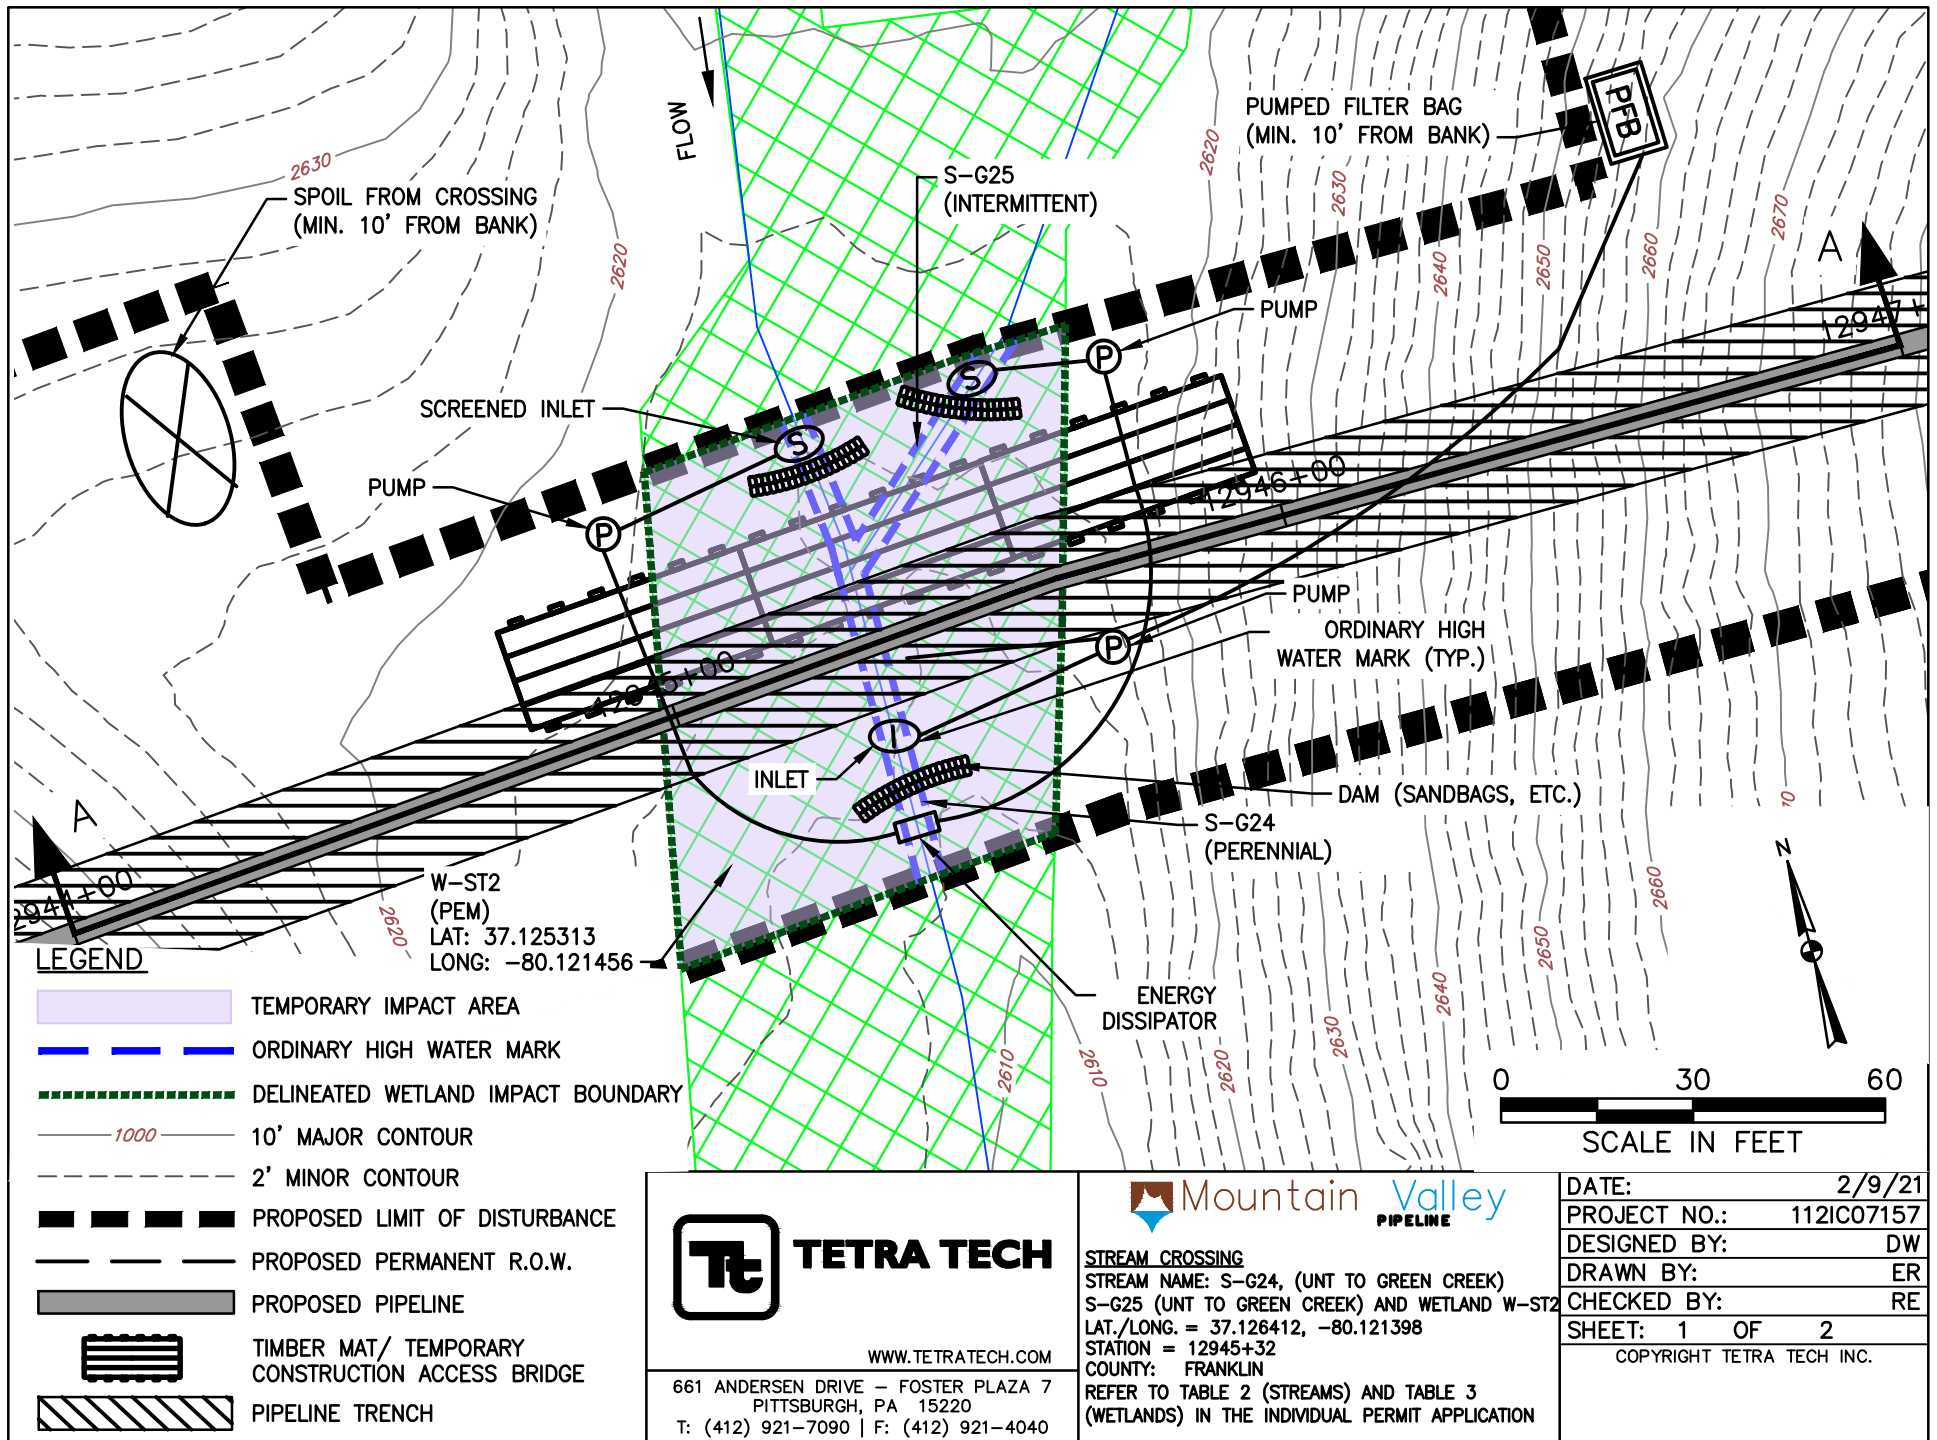 FLOW
2630
SPOIL FROM CROSSING
(MIN. 10' FROM BANK)
2620
S-G25
(INTERMITTENT)
PUMPED FILTER BAG
(MIN. 10' FROM BANK)
PFB
2620
2630
2640
2650
2660
2670
A
PUMP
P
12947+
SCREENED INLET
S
S
PUMP
P
12946+00
PUMP
P
ORDINARY HIGH
WATER MARK (TYP.)
12945+00
I
INLET
DAM (SANDBAGS, ETC.)
S-G24
(PERENNIAL)
A
2944+00
2620
W-ST2
(PEM)
LAT: 37.125313
LONG: -80.121456
ENERGY
DISSIPATOR
2610
2610
2620
2630
2640
2650
2660
70
N
0 30 60
SCALE IN FEET
LEGEND
TEMPORARY IMPACT AREA
ORDINARY HIGH WATER MARK
DELINEATED WETLAND IMPACT BOUNDARY
1000 10' MAJOR CONTOUR
2' MINOR CONTOUR
PROPOSED LIMIT OF DISTURBANCE
PROPOSED PERMANENT R.O.W.
PROPOSED PIPELINE
TIMBER MAT/ TEMPORARY
CONSTRUCTION ACCESS BRIDGE
PIPELINE TRENCH
Tt TETRA TECH
WWW.TETRATECH.COM
661 ANDERSEN DRIVE - FOSTER PLAZA 7
PITTSBURGH, PA 15220
T: (412) 921-7090 | F: (412) 921-4040
Mountain Valley
PIPELINE
STREAM CROSSING
STREAM NAME: S-G24, (UNT TO GREEN CREEK)
S-G25 (UNT TO GREEN CREEK) AND WETLAND W-ST2
LAT./LONG. = 37.126412, -80.121398
STATION = 12945+32
COUNTY: FRANKLIN
REFER TO TABLE 2 (STREAMS) AND TABLE 3
(WETLANDS) IN THE INDIVIDUAL PERMIT APPLICATION
DATE: 2/9/21
PROJECT NO.: 112IC07157
DESIGNED BY: DW
DRAWN BY: ER
CHECKED BY: RE
SHEET: 1 OF 2
COPYRIGHT TETRA TECH INC.